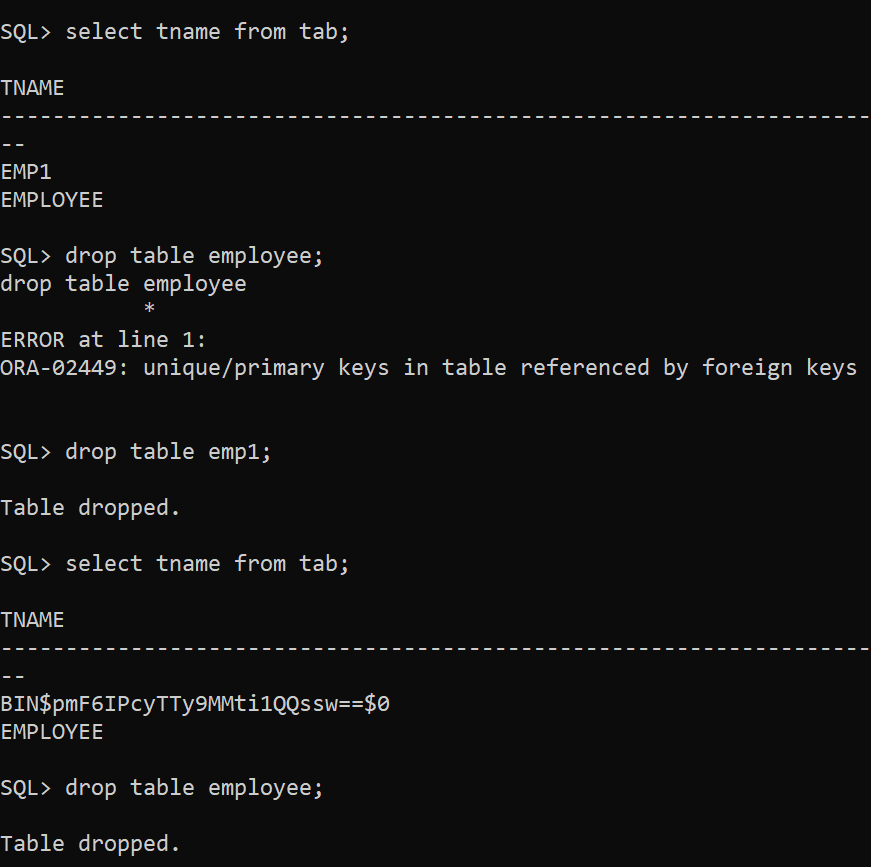 SQL> select tname from tab;
TNAME
-------------------------------------------------------------------
--
EMP1
EMPLOYEE
SQL> drop table employee;
drop table employee
           *
ERROR at line 1:
ORA-02449: unique/primary keys in table referenced by foreign keys
SQL> drop table emp1;
Table dropped.
SQL> select tname from tab;
TNAME
-------------------------------------------------------------------
--
BIN$pmF6IPcyTTy9MMti1QQssw==$0
EMPLOYEE
SQL> drop table employee;
Table dropped.